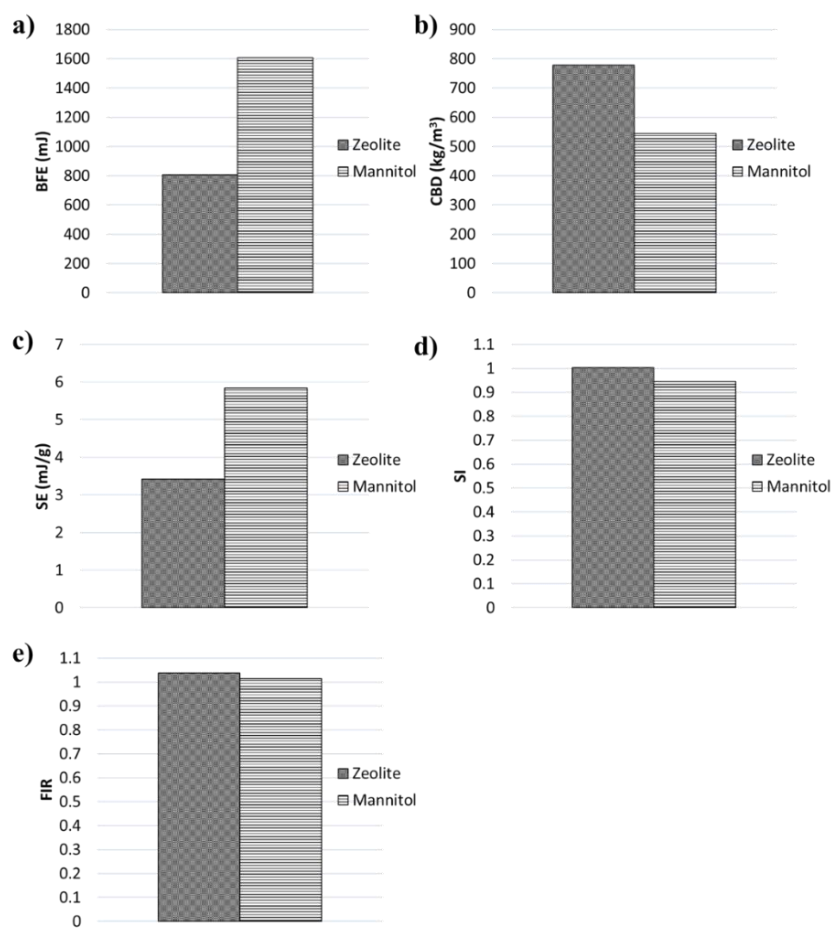 a)
1800
1600
1400
1200
1000
800
600
400
200
0
BFE (mJ)
Zeolite
Mannitol
b)
900
800
700
600
500
400
300
200
100
0
CBD (kg/m³)
Zeolite
Mannitol
c)
7
6
5
4
3
2
1
0
SE (mJ/g)
Zeolite
Mannitol
d)
1.1
1
0.9
0.8
0.7
0.6
0.5
0.4
0.3
0.2
0.1
0
SI
Zeolite
Mannitol
e)
1.1
1
0.9
0.8
0.7
0.6
0.5
0.4
0.3
0.2
0.1
0
FIR
Zeolite
Mannitol